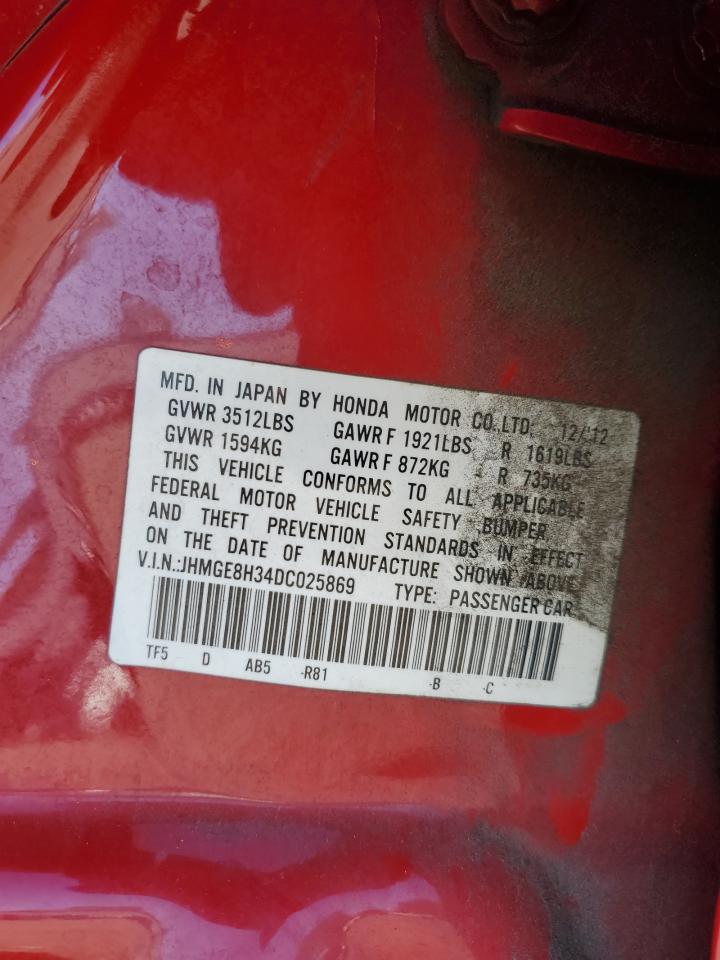 MFD. IN JAPAN BY HONDA MOTOR CO.,LTD. 12/'12
GVWR 3512LBS GAWR F 1921LBS R 1619LBS
GVWR 1594KG GAWR F 872KG R 735KG
THIS VEHICLE CONFORMS TO ALL APPLICABLE
FEDERAL MOTOR VEHICLE SAFETY ,BUMPER
AND THEFT PREVENTION STANDARDS IN EFFECT
ON THE DATE OF MANUFACTURE SHOWN ABOVE
V.I.N.:JHMGE8H34DC025869 TYPE: PASSENGER CAR
TF5 D AB5 -R81 -B -C